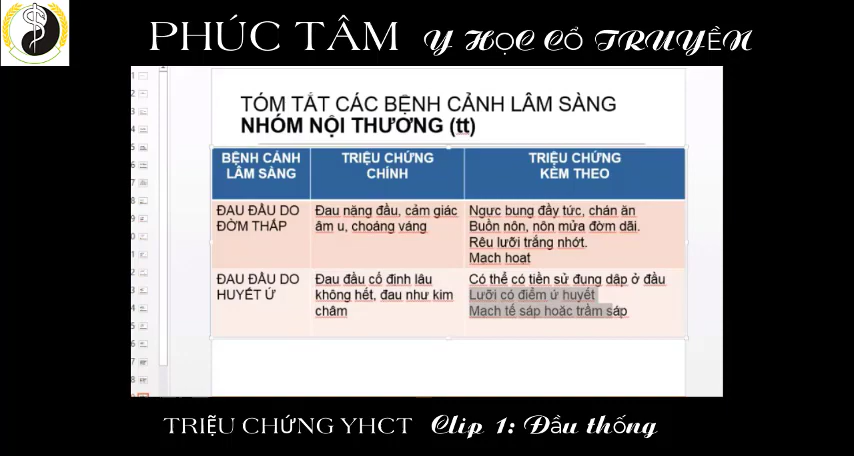 PHÚC TÂM Y HỌC CỔ TRUYỀN
TÓM TẮT CÁC BỆNH CẢNH LÂM SÀNG
NHÓM NỘI THƯƠNG (tt)
BỆNH CẢNH
LÂM SÀNG
TRIỆU CHỨNG
CHÍNH
TRIỆU CHỨNG
KÈM THEO
ĐAU ĐẦU DO
ĐỜM THẤP
Đau nặng đầu, cảm giác
âm u, choáng váng
Ngực bụng đầy tức, chán ăn
Buồn nôn, nôn mửa đờm dãi.
Rêu lưỡi trắng nhớt.
Mạch hoạt
ĐAU ĐẦU DO
HUYẾT Ứ
Đau đầu cố định lâu
không hết, đau như kim
châm
Có thể có tiền sử đụng dập ở đầu
Lưỡi có điểm ứ huyết
Mạch tế sáp hoặc trầm sáp
TRIỆU CHỨNG YHCT Clip 1: Đầu thống